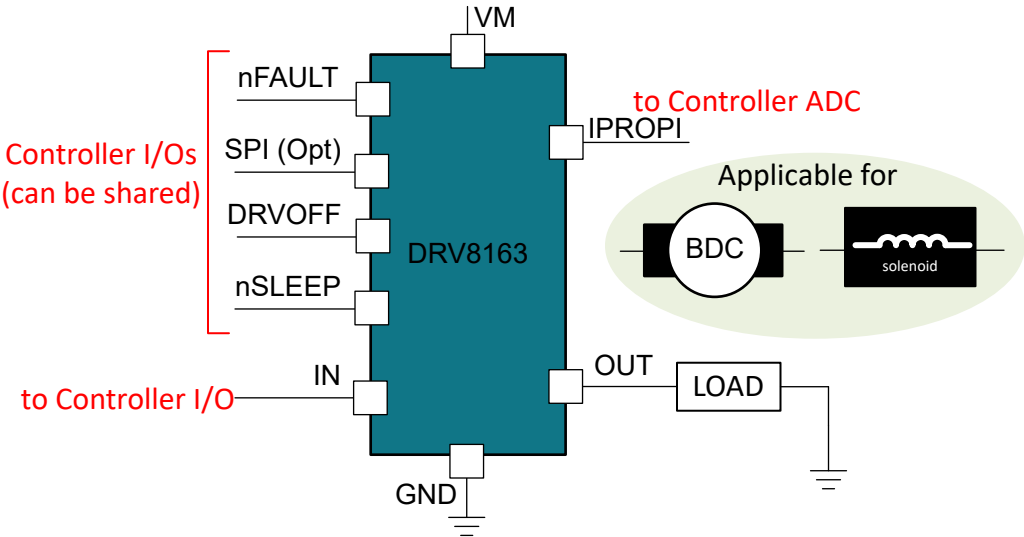 VM
nFAULT
to Controller ADC
IPROPI
Controller I/Os
(can be shared)
SPI (Opt)
Applicable for
DRVOFF
DRV8163
BDC
solenoid
nSLEEP
IN
to Controller I/O
OUT
LOAD
GND